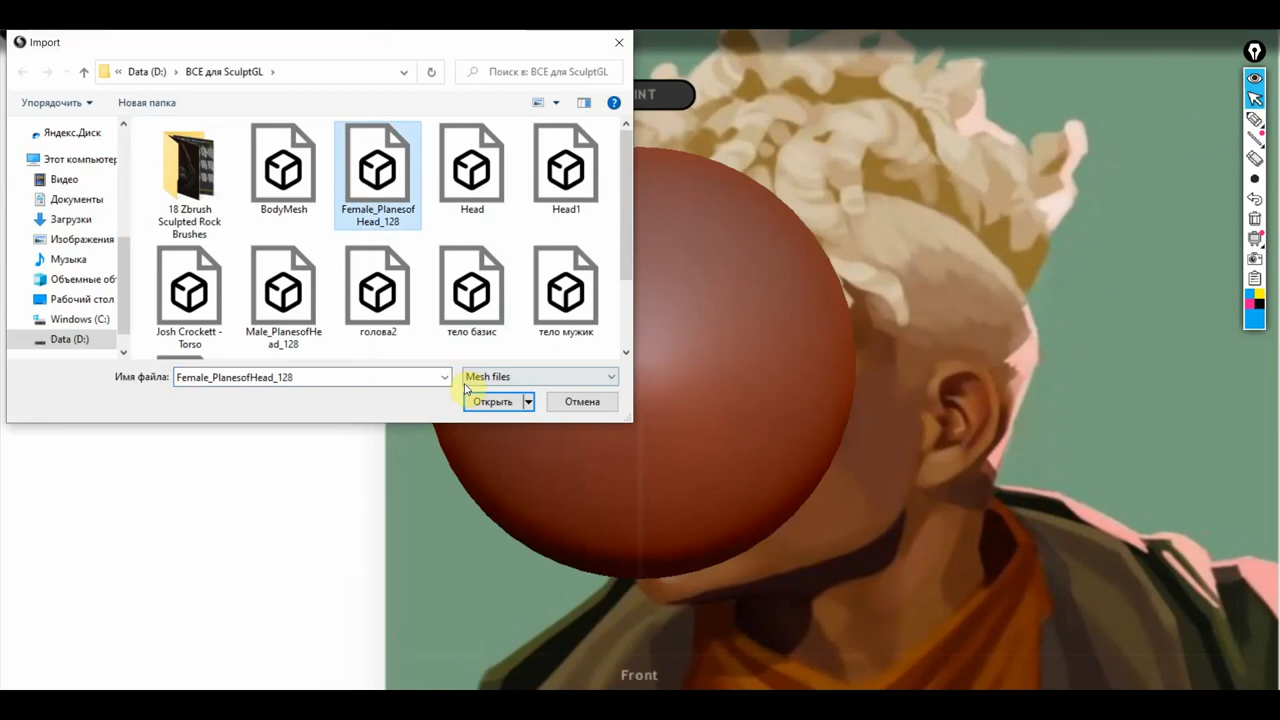 Import
« Data (D:) › ВСЕ для SculptGL ›
Поиск в: ВСЕ для SculptGL
Упорядочить
Новая папка
Яндекс.Диск
Этот компьютер
Видео
Документы
Загрузки
Изображения
Музыка
Объемные об
Рабочий стол
Windows (C:)
Data (D:)
18 Zbrush
Sculpted Rock
Brushes
BodyMesh
Female_Planesof
Head_128
Head
Head1
Josh Crockett -
Torso
Male_PlanesofHe
ad_128
голова2
тело базис
тело мужик
Имя файла:
Female_PlanesofHead_128
Mesh files
Открыть
Отмена
Front